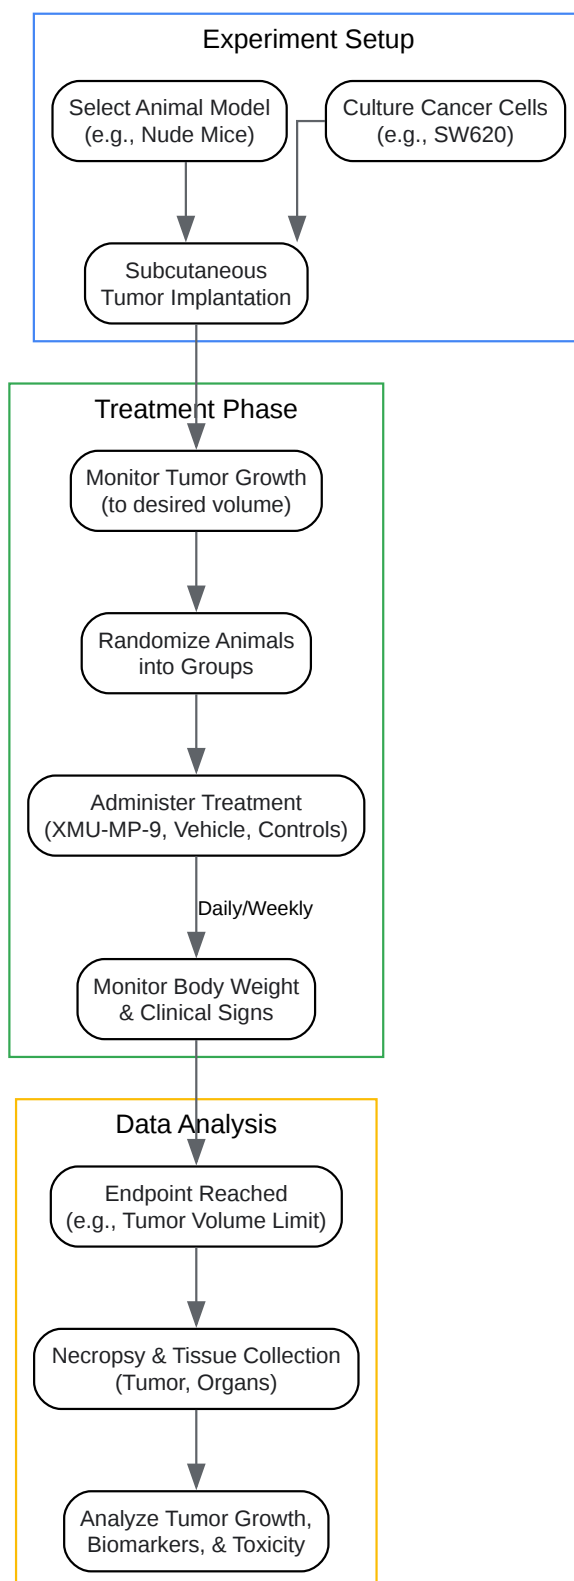 Experiment Setup
Select Animal Model
(e.g., Nude Mice)
Culture Cancer Cells
(e.g., SW620)
Subcutaneous
Tumor Implantation
Treatment Phase
Monitor Tumor Growth
(to desired volume)
Randomize Animals
into Groups
Administer Treatment
(XMU-MP-9, Vehicle, Controls)
Daily/Weekly
Monitor Body Weight
& Clinical Signs
Data Analysis
Endpoint Reached
(e.g., Tumor Volume Limit)
Necropsy & Tissue Collection
(Tumor, Organs)
Analyze Tumor Growth,
Biomarkers, & Toxicity